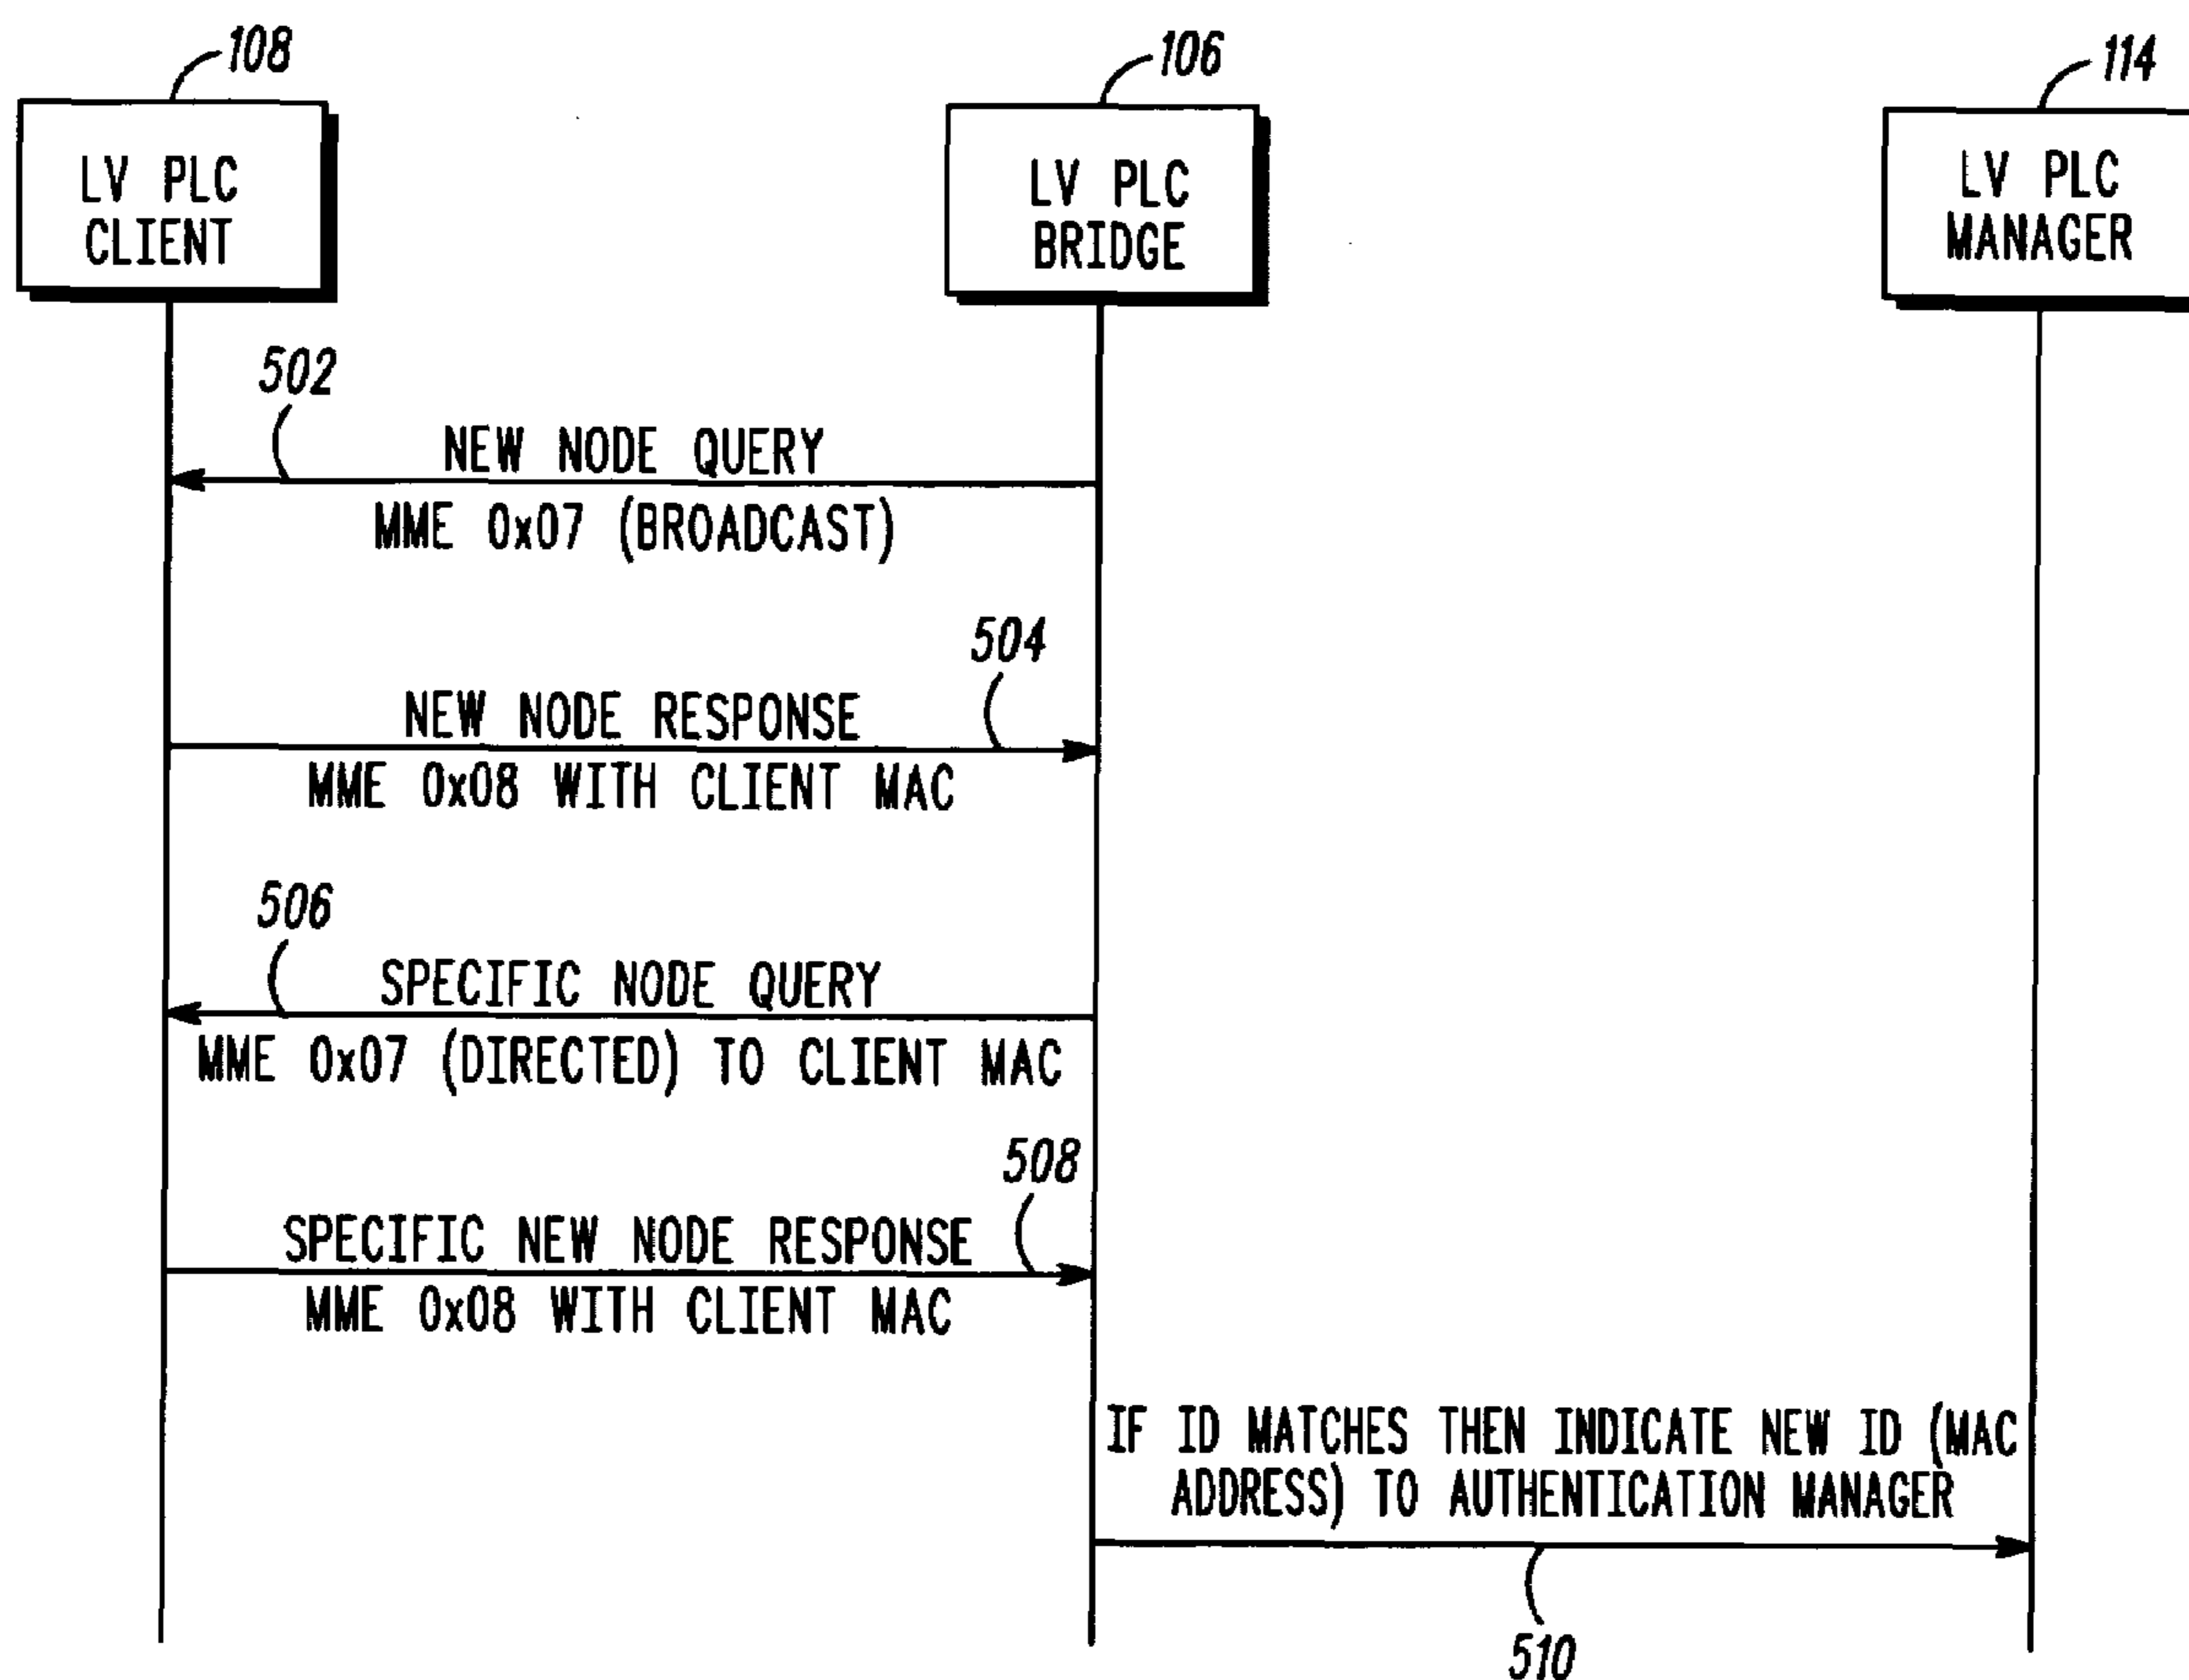 108
106
114
LV PLC
CLIENT
LV PLC
BRIDGE
LV PLC
MANAGER
502
NEW NODE QUERY
MME 0x07 (BROADCAST)
504
NEW NODE RESPONSE
MME 0x08 WITH CLIENT MAC
506
SPECIFIC NODE QUERY
MME 0x07 (DIRECTED) TO CLIENT MAC
508
SPECIFIC NEW NODE RESPONSE
MME 0x08 WITH CLIENT MAC
IF ID MATCHES THEN INDICATE NEW ID (MAC
ADDRESS) TO AUTHENTICATION MANAGER
510